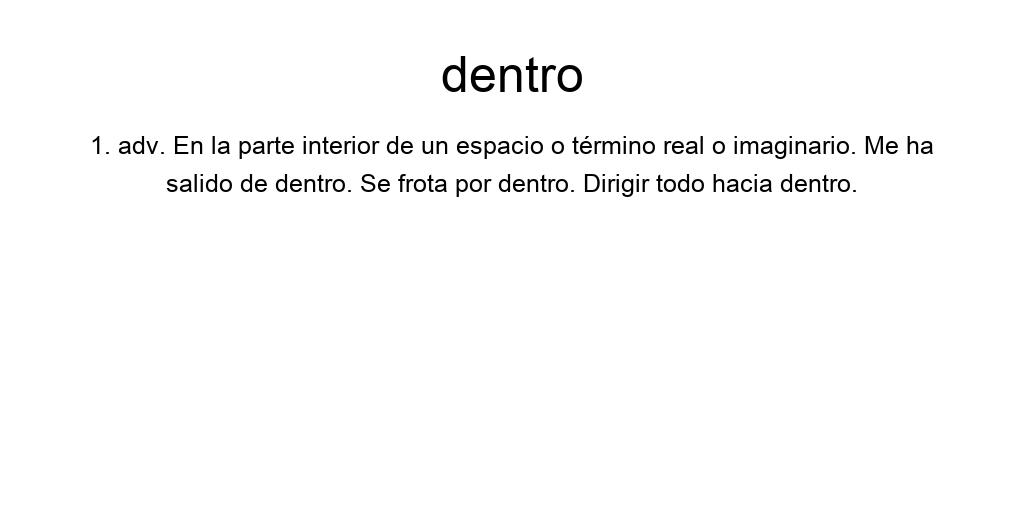 dentro
1. adv. En la parte interior de un espacio o término real o imaginario. Me ha
salido de dentro. Se frota por dentro. Dirigir todo hacia dentro.